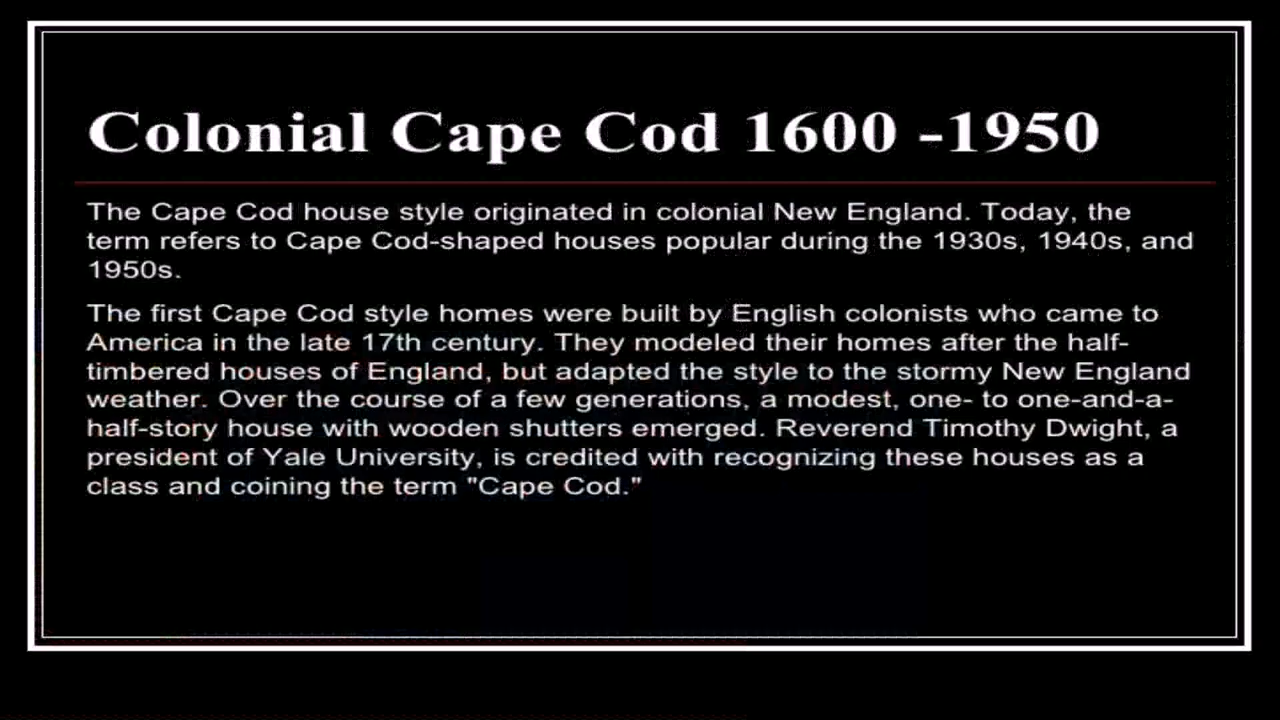 Colonial Cape Cod 1600 -1950
The Cape Cod house style originated in colonial New England. Today, the
term refers to Cape Cod-shaped houses popular during the 1930s, 1940s, and
1950s.
The first Cape Cod style homes were built by English colonists who came to
America in the late 17th century. They modeled their homes after the half-
timbered houses of England, but adapted the style to the stormy New England
weather. Over the course of a few generations, a modest, one- to one-and-a-
half-story house with wooden shutters emerged. Reverend Timothy Dwight, a
president of Yale University, is credited with recognizing these houses as a
class and coining the term "Cape Cod."